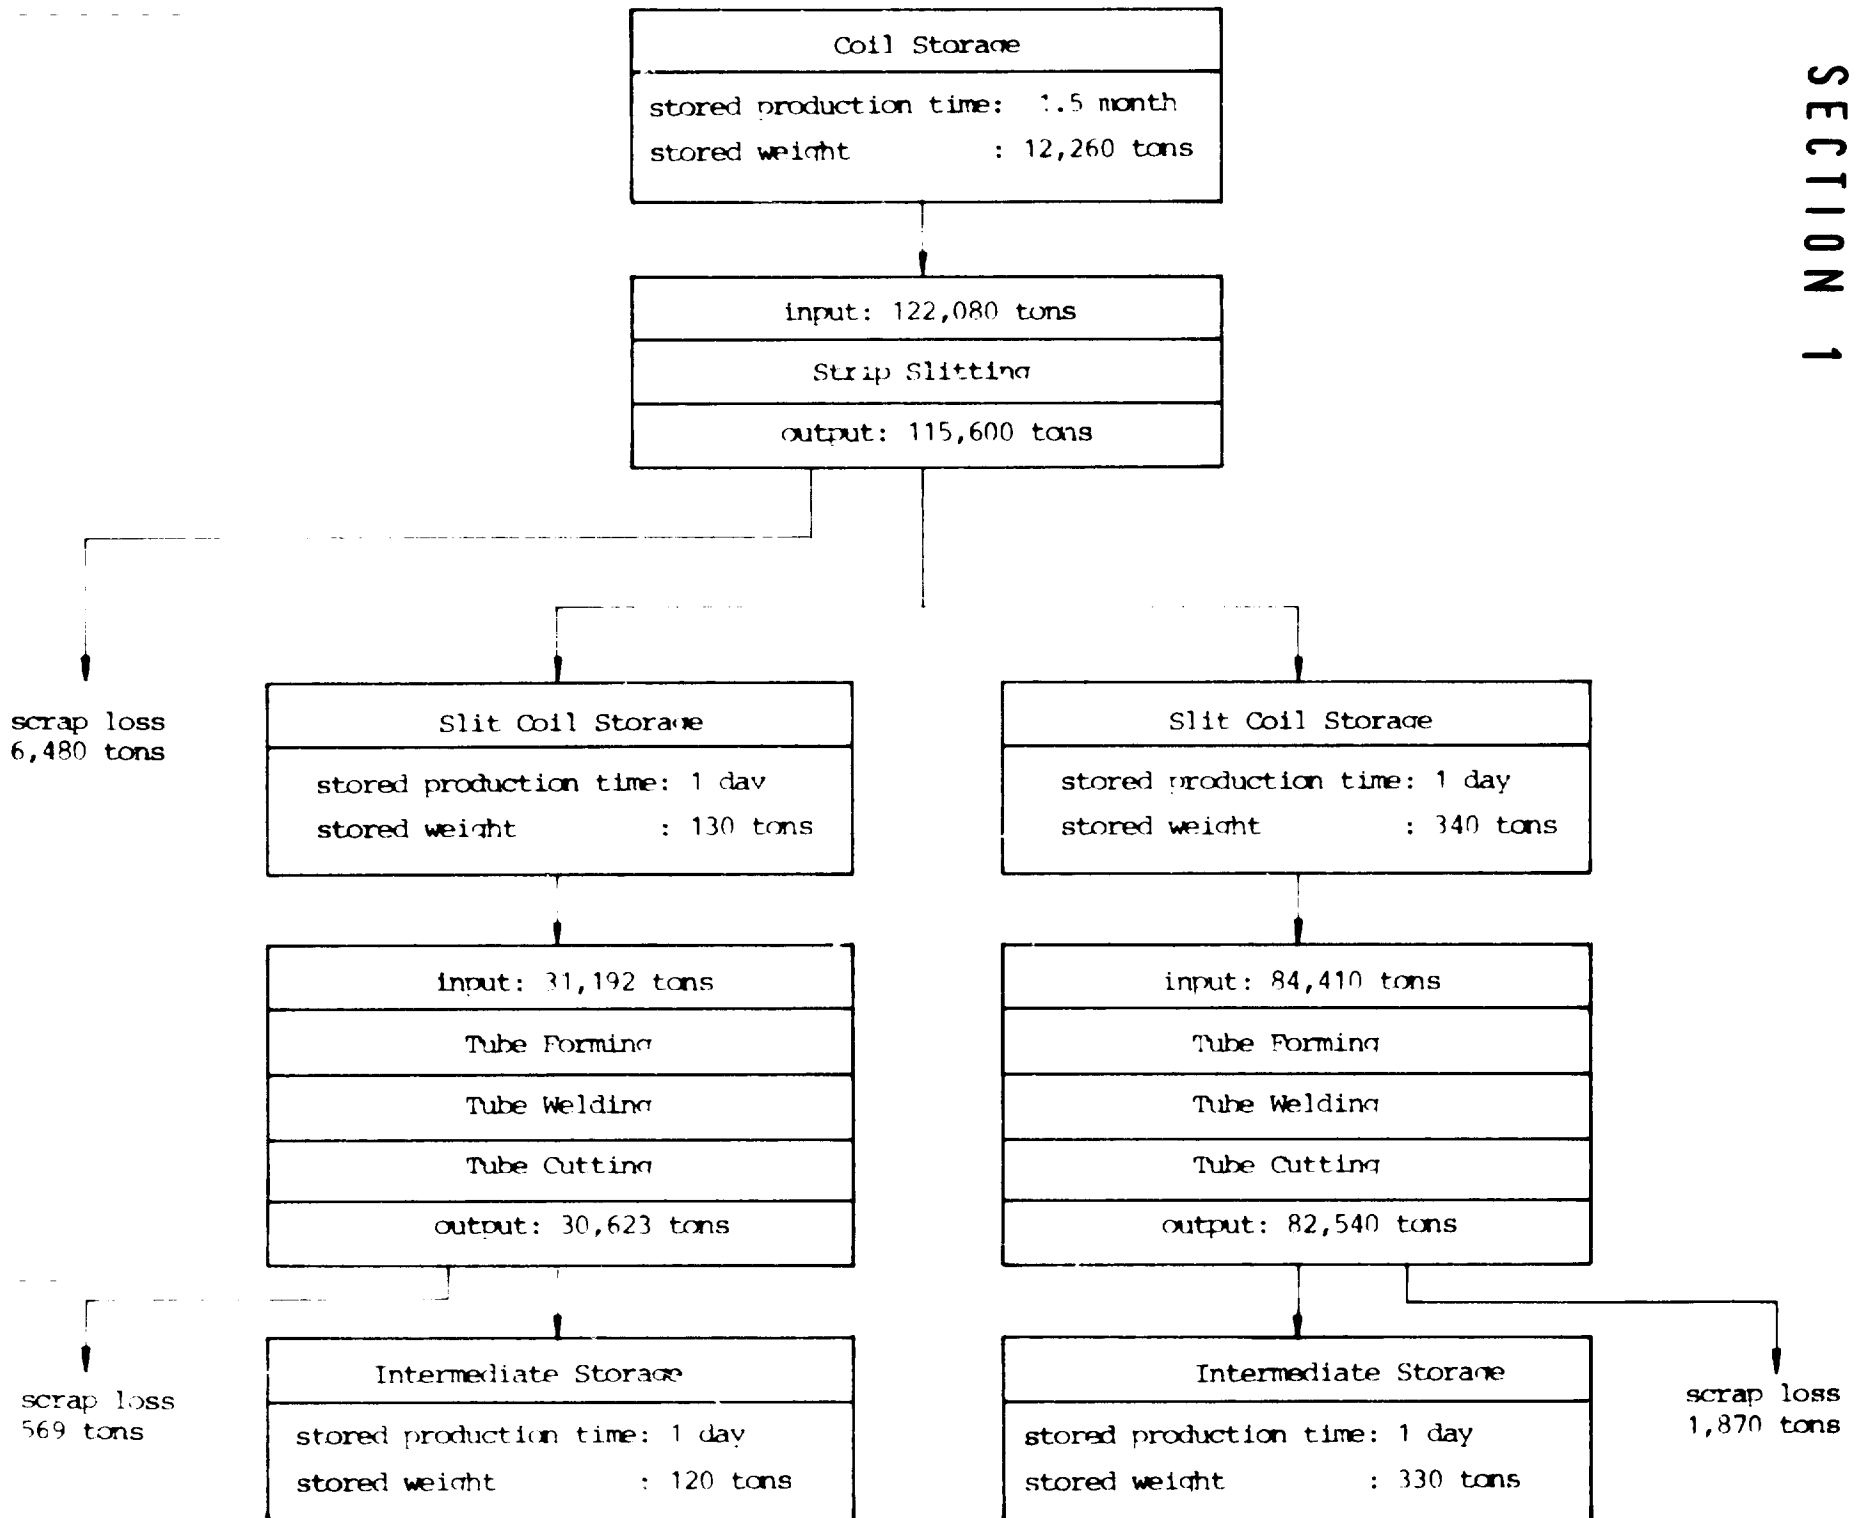 SECTION 1
Coil Storage
stored production time: 1.5 month
stored weight : 12,260 tons
input: 122,080 tons
Strip Slitting
output: 115,600 tons
scrap loss
6,480 tons
Slit Coil Storage
stored production time: 1 day
stored weight : 130 tons
Slit Coil Storage
stored production time: 1 day
stored weight : 340 tons
input: 31,192 tons
Tube Forming
Tube Welding
Tube Cutting
output: 30,623 tons
input: 84,410 tons
Tube Forming
Tube Welding
Tube Cutting
output: 82,540 tons
scrap loss
569 tons
Intermediate Storage
stored production time: 1 day
stored weight : 120 tons
Intermediate Storage
stored production time: 1 day
stored weight : 330 tons
scrap loss
1,870 tons